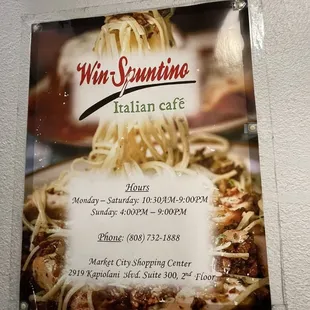 Win-Spuntino
Italian café
Hours
Monday – Saturday: 10:30AM-9:00PM
Sunday: 4:00PM – 9:00PM
Phone: (808) 732-1888
Market City Shopping Center
2919 Kapiolani Slvd. Suite 300, 2nd Floor